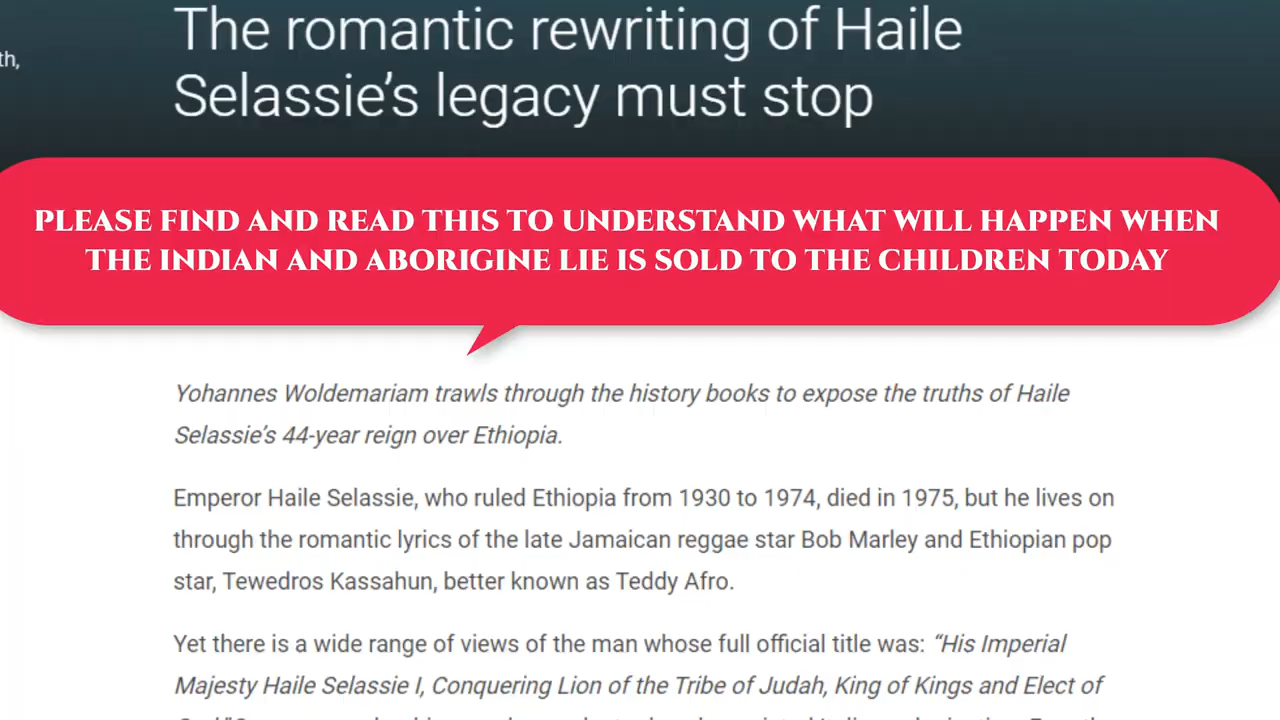 The romantic rewriting of Haile
th,
Selassie’s legacy must stop
PLEASE FIND AND READ THIS TO UNDERSTAND WHAT WILL HAPPEN WHEN
THE INDIAN AND ABORIGINE LIE IS SOLD TO THE CHILDREN TODAY
Yohannes Woldemariam trawls through the history books to expose the truths of Haile
Selassie’s 44-year reign over Ethiopia.
Emperor Haile Selassie, who ruled Ethiopia from 1930 to 1974, died in 1975, but he lives on
through the romantic lyrics of the late Jamaican reggae star Bob Marley and Ethiopian pop
star, Tewedros Kassahun, better known as Teddy Afro.
Yet there is a wide range of views of the man whose full official title was: “His Imperial
Majesty Haile Selassie I, Conquering Lion of the Tribe of Judah, King of Kings and Elect of